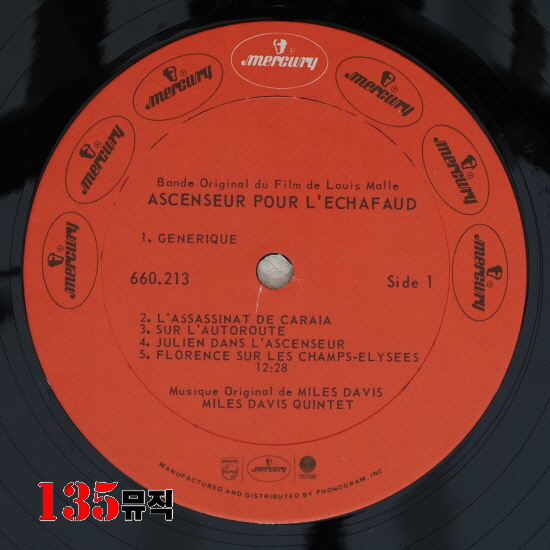 mercury
mercury
mercury
mercury
mercury
mercury
mercury
Bande Original du Film de Louis Malle
ASCENSEUR POUR L'ECHAFAUD
1. GENERIQUE
660.213 Side 1
2. L'ASSASSINAT DE CARAIA
3. SUR L'AUTOROUTE
4. JULIEN DANS L'ASCENSEUR
5. FLORENCE SUR LES CHAMPS-ELYSEES
12:28
Musique Original de MILES DAVIS
MILES DAVIS QUINTET
mercury
MANUFACTURED AND DISTRIBUTED BY PHONOGRAM, INC
135뮤직